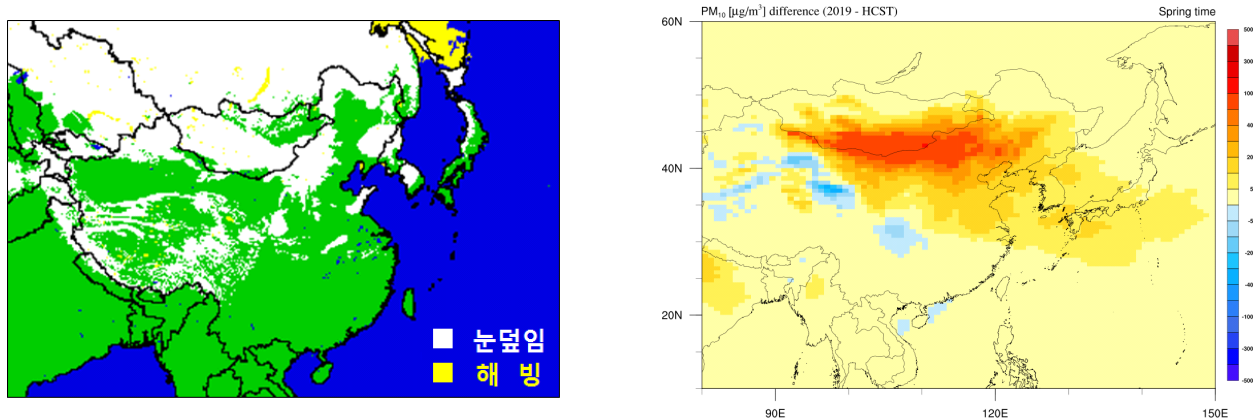 눈덮임
해 빙
PM₁₀ [µg/m³] difference (2019 - HCST)
Spring time
60N
40N
20N
90E
120E
150E
500
300
100
40
20
5
-5
-20
-40
-100
-300
-500